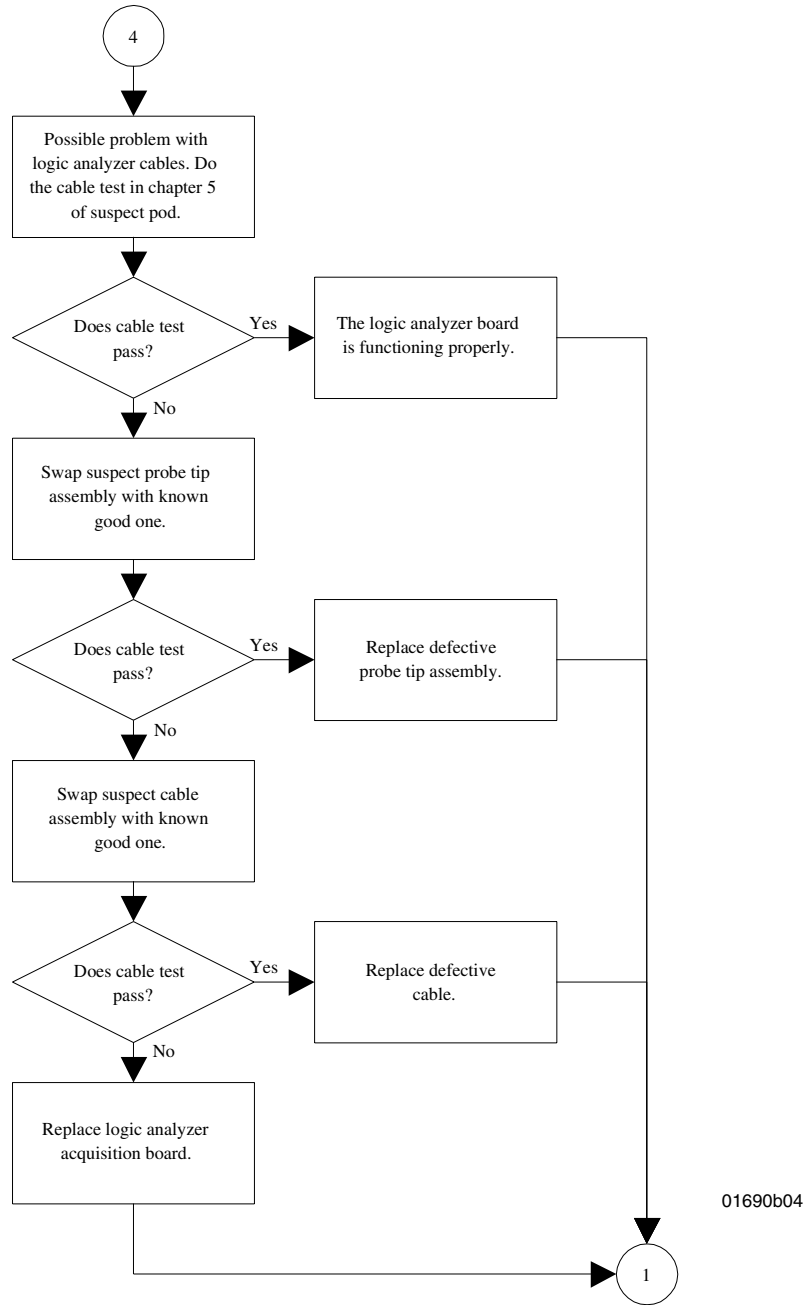 4
Possible problem with
logic analyzer cables. Do
the cable test in chapter 5
of suspect pod.
Does cable test
pass?
Yes
The logic analyzer board
is functioning properly.
No
Swap suspect probe tip
assembly with known
good one.
Does cable test
pass?
Yes
Replace defective
probe tip assembly.
No
Swap suspect cable
assembly with known
good one.
Does cable test
pass?
Yes
Replace defective
cable.
No
Replace logic analyzer
acquisition board.
01690b04
1